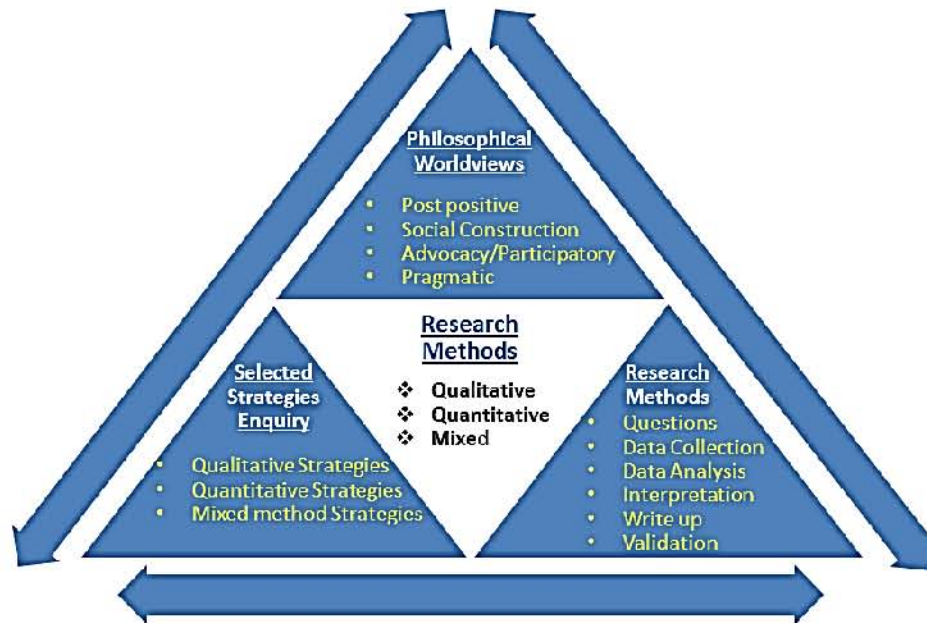 Philosophical
Worldviews
• Post positive
• Social Construction
• Advocacy/Participatory
• Pragmatic
Research
Methods
❖ Qualitative
❖ Quantitative
❖ Mixed
Selected
Strategies
Enquiry
• Qualitative Strategies
• Quantitative Strategies
• Mixed method Strategies
Research
Methods
• Questions
• Data Collection
• Data Analysis
• Interpretation
• Write up
• Validation